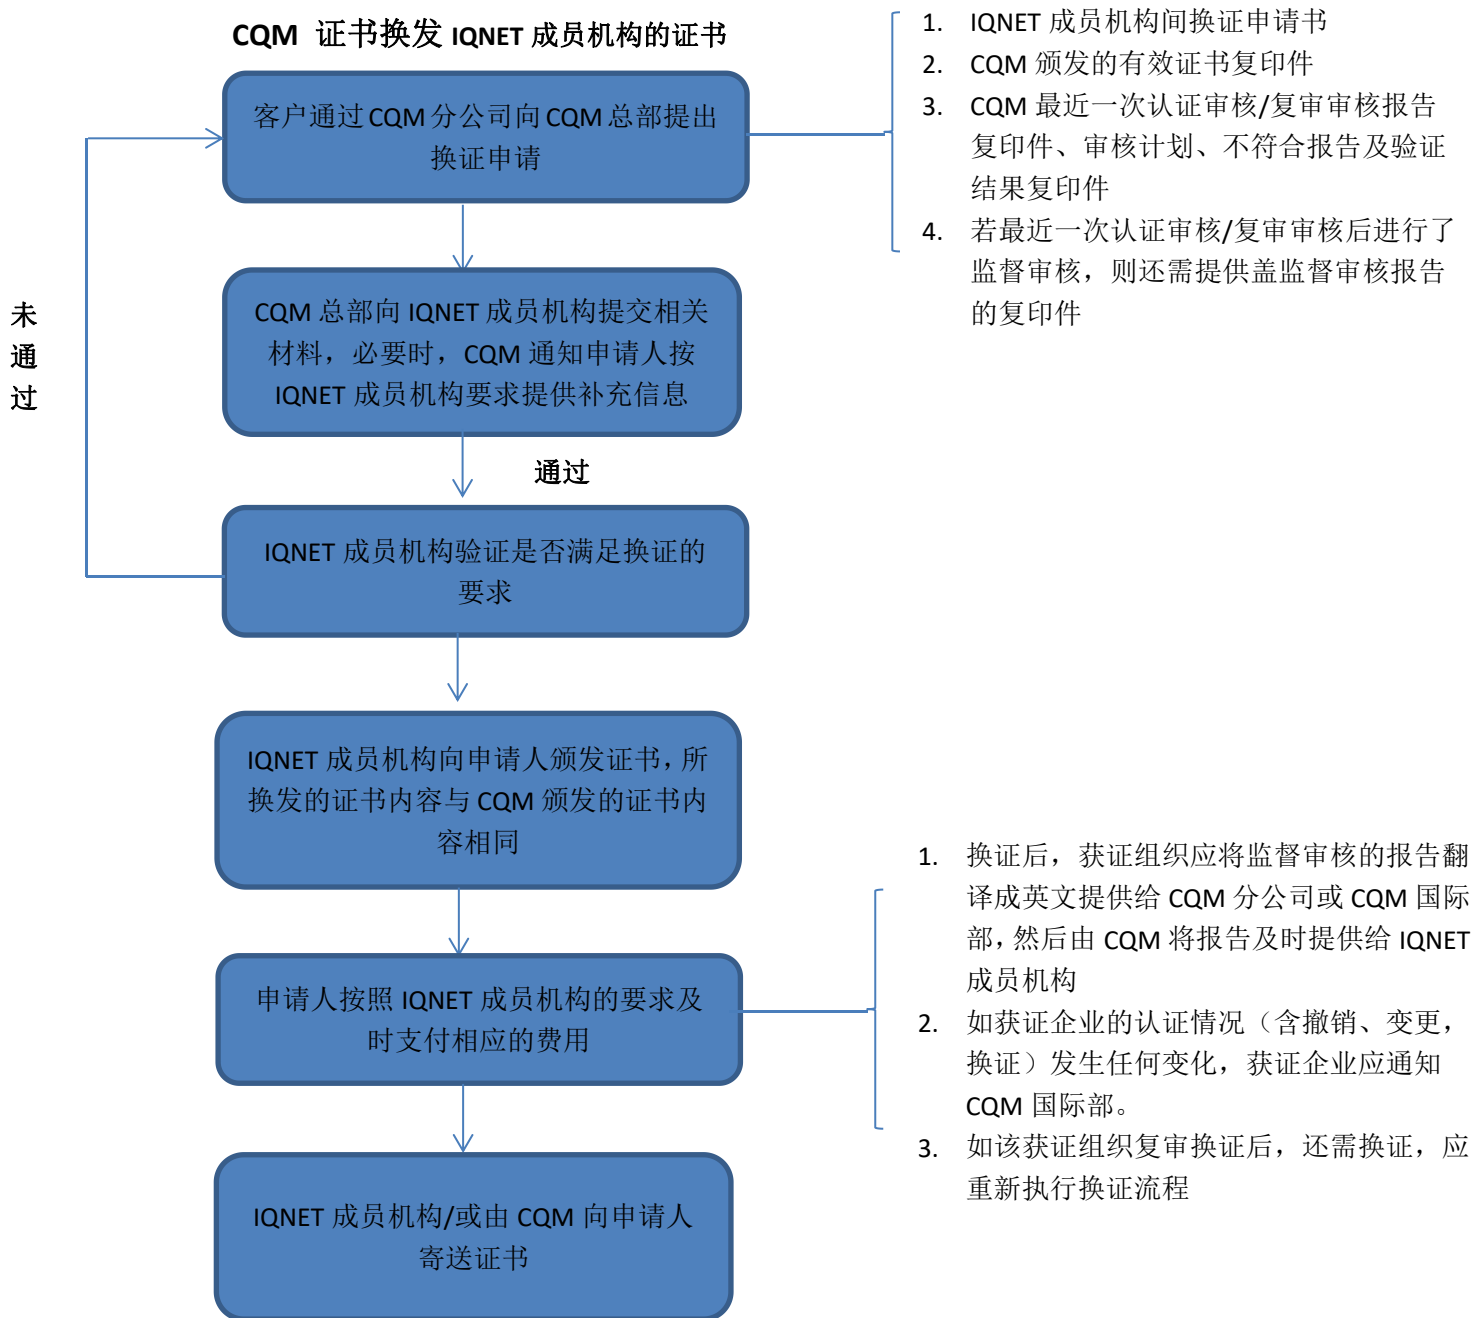 CQM 证书换发 IQNET 成员机构的证书
客户通过 CQM 分公司向 CQM 总部提出
换证申请
1. IQNET 成员机构间换证申请书
2. CQM 颁发的有效证书复印件
3. CQM 最近一次认证审核/复审审核报告
复印件、审核计划、不符合报告及验证
结果复印件
4. 若最近一次认证审核/复审审核后进行了
监督审核，则还需提供盖监督审核报告
的复印件
CQM 总部向 IQNET 成员机构提交相关
材料，必要时，CQM 通知申请人按
IQNET 成员机构要求提供补充信息
未
通
过
通过
IQNET 成员机构验证是否满足换证的
要求
IQNET 成员机构向申请人颁发证书，所
换发的证书内容与 CQM 颁发的证书内
容相同
申请人按照 IQNET 成员机构的要求及
时支付相应的费用
1. 换证后，获证组织应将监督审核的报告翻
译成英文提供给 CQM 分公司或 CQM 国际
部，然后由 CQM 将报告及时提供给 IQNET
成员机构
2. 如获证企业的认证情况（含撤销、变更，
换证）发生任何变化，获证企业应通知
CQM 国际部。
3. 如该获证组织复审换证后，还需换证，应
重新执行换证流程
IQNET 成员机构/或由 CQM 向申请人
寄送证书